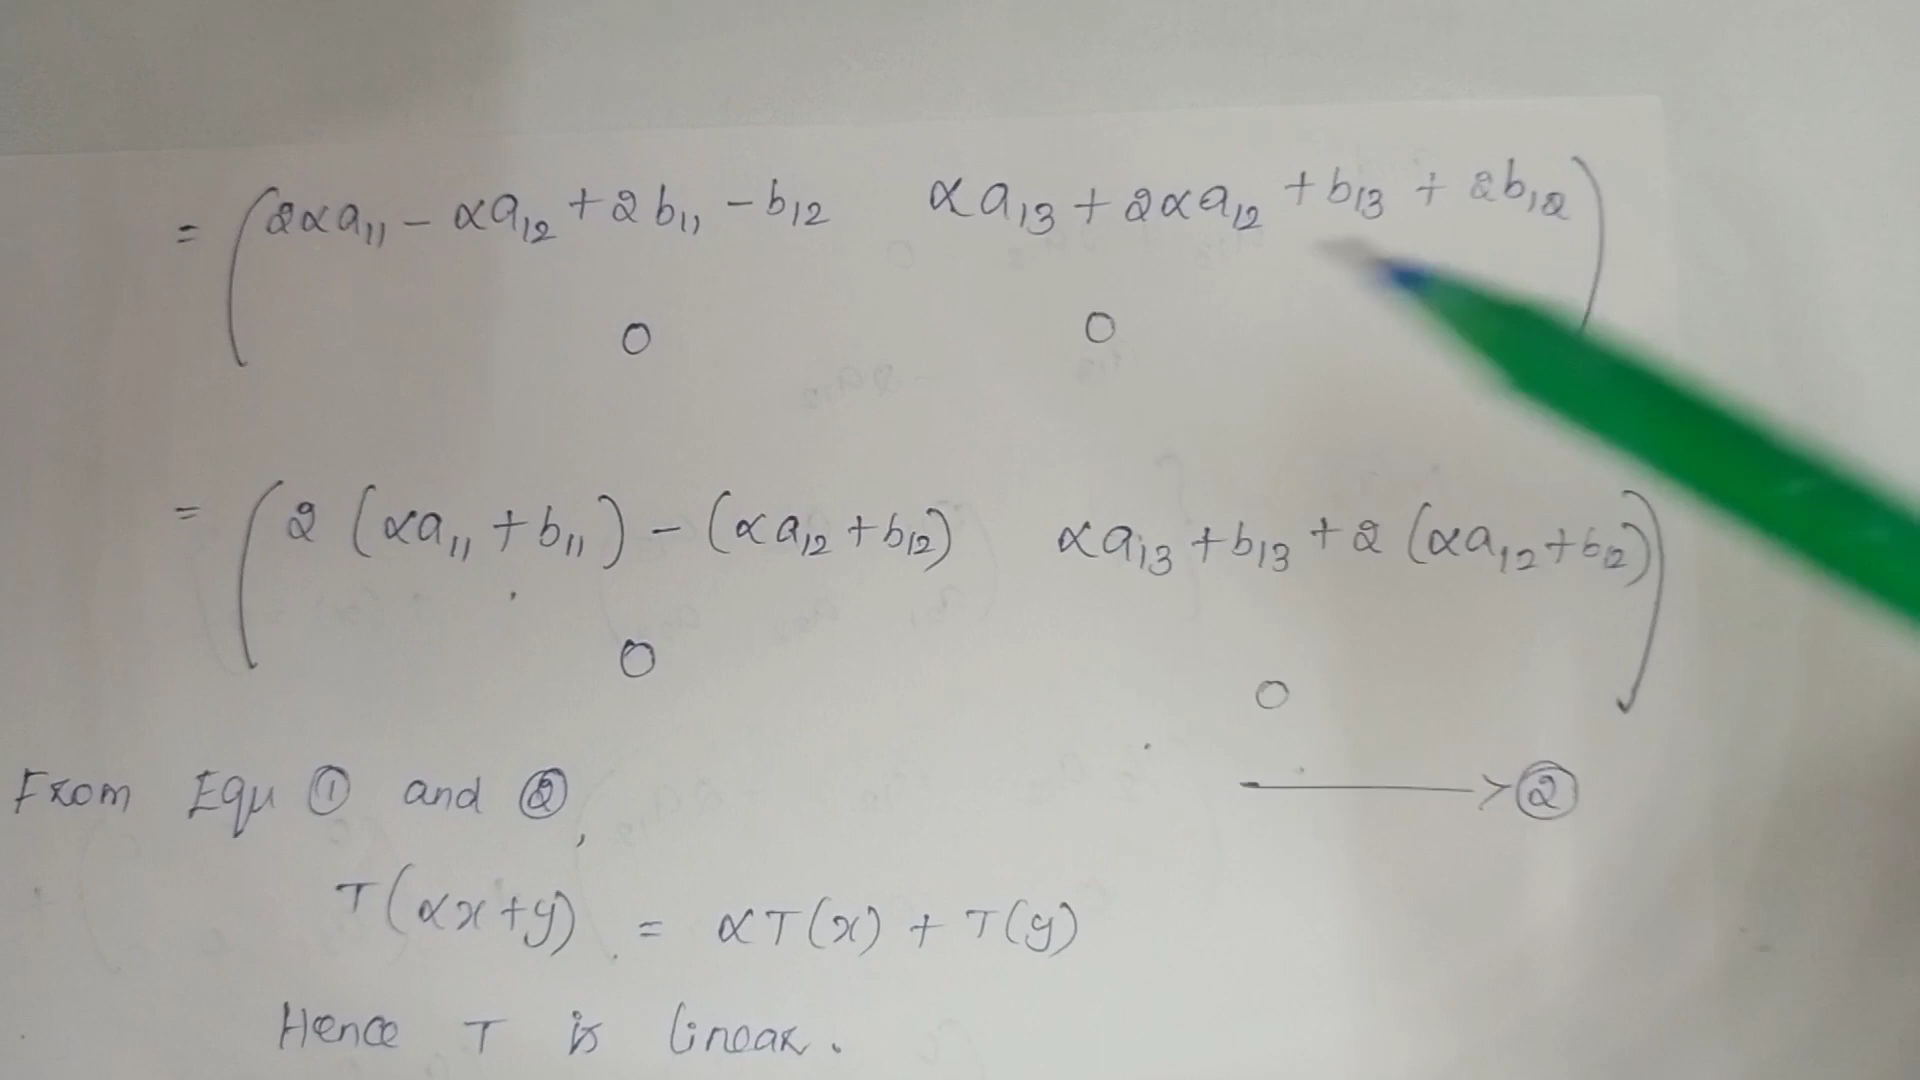 = ( 2αa₁₁ - αa₁₂ + 2b₁₁ - b₁₂    αa₁₃ + 2αa₁₂ + b₁₃ + 2b₁₂ )
0    0
= ( 2 (αa₁₁ + b₁₁) - (αa₁₂ + b₁₂)    αa₁₃ + b₁₃ + 2 (αa₁₂ + b₁₂) )
0    0
From Equ ① and ②,    ⟶ ②
T(αx+y) = αT(x) + T(y)
Hence T is linear.